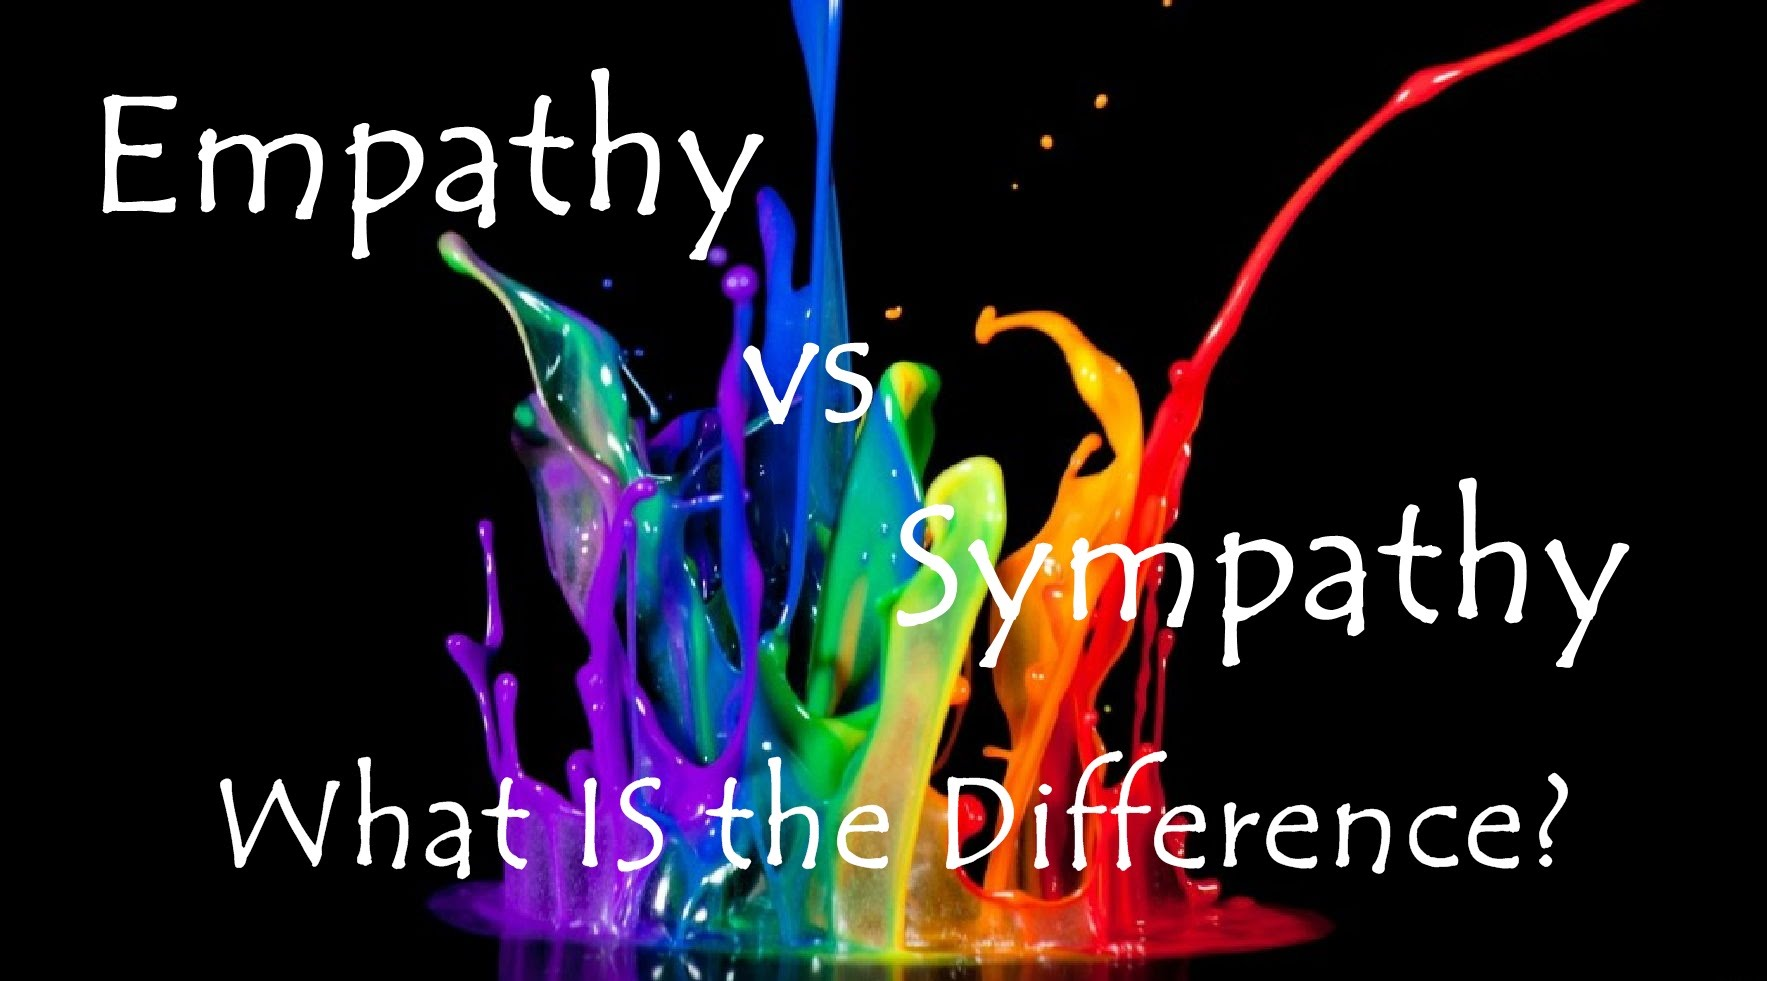 Empathy
vs
Sympathy
What IS the Difference?